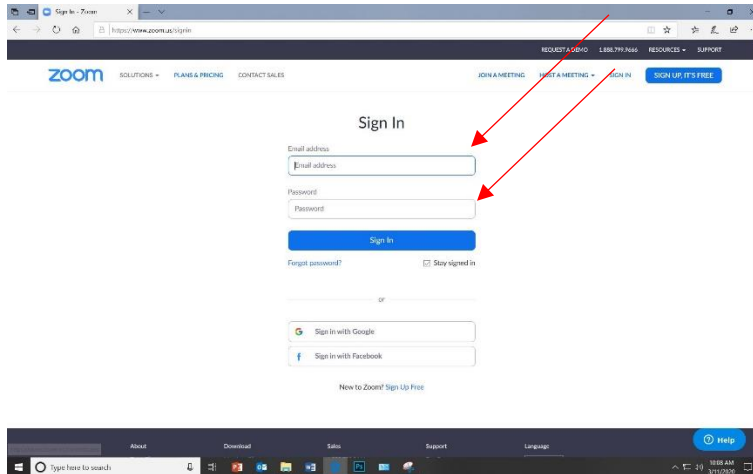 Sign In - Zoom
https://www.zoom.us/signin
REQUEST A DEMO 1.888.799.9666 RESOURCES SUPPORT
zoom SOLUTIONS PLANS & PRICING CONTACT SALES JOIN A MEETING HOST A MEETING SIGN IN SIGN UP, IT'S FREE
Sign In
Email address
Email address
Password
Password
Sign In
Forgot password? Stay signed in
or
G Sign in with Google
f Sign in with Facebook
New to Zoom? Sign Up Free
Help
About Download Sales Support Language
Type here to search
10:08 AM
3/11/2020